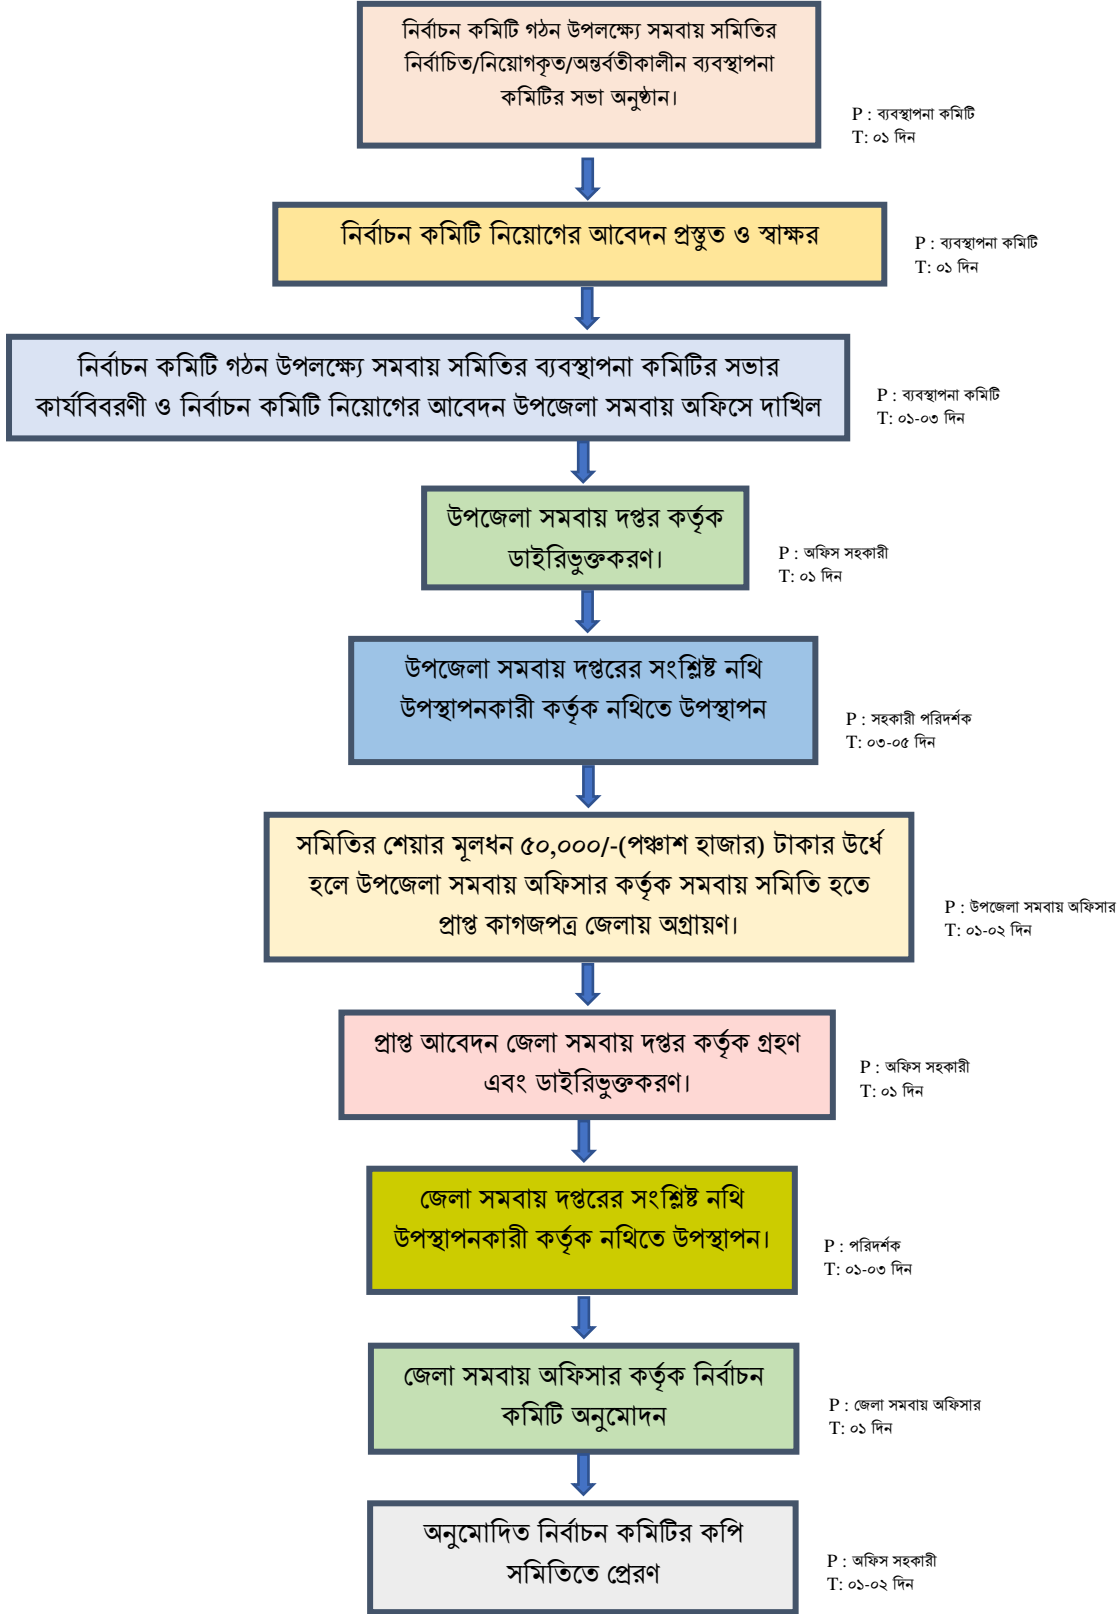 নির্বাচন কমিটি গঠন উপলক্ষ্যে সমবায় সমিতির
নির্বাচিত/নিয়োগকৃত/অন্তর্বতীকালীন ব্যবস্থাপনা
কমিটির সভা অনুষ্ঠান।
P : ব্যবস্থাপনা কমিটি
T: ০১ দিন
নির্বাচন কমিটি নিয়োগের আবেদন প্রস্তুত ও স্বাক্ষর
P : ব্যবস্থাপনা কমিটি
T: ০১ দিন
নির্বাচন কমিটি গঠন উপলক্ষ্যে সমবায় সমিতির ব্যবস্থাপনা কমিটির সভার
কার্যবিবরণী ও নির্বাচন কমিটি নিয়োগের আবেদন উপজেলা সমবায় অফিসে দাখিল
P : ব্যবস্থাপনা কমিটি
T: ০১-০৩ দিন
উপজেলা সমবায় দপ্তর কর্তৃক
ডাইরিভুক্তকরণ।
P : অফিস সহকারী
T: ০১ দিন
উপজেলা সমবায় দপ্তরের সংশ্লিষ্ট নথি
উপস্থাপনকারী কর্তৃক নথিতে উপস্থাপন
P : সহকারী পরিদর্শক
T: ০৩-০৫ দিন
সমিতির শেয়ার মূলধন ৫০,০০০/-(পঞ্চাশ হাজার) টাকার উর্ধে
হলে উপজেলা সমবায় অফিসার কর্তৃক সমবায় সমিতি হতে
প্রাপ্ত কাগজপত্র জেলায় অগ্রায়ণ।
P : উপজেলা সমবায় অফিসার
T: ০১-০২ দিন
প্রাপ্ত আবেদন জেলা সমবায় দপ্তর কর্তৃক গ্রহণ
এবং ডাইরিভুক্তকরণ।
P : অফিস সহকারী
T: ০১ দিন
জেলা সমবায় দপ্তরের সংশ্লিষ্ট নথি
উপস্থাপনকারী কর্তৃক নথিতে উপস্থাপন।
P : পরিদর্শক
T: ০১-০৩ দিন
জেলা সমবায় অফিসার কর্তৃক নির্বাচন
কমিটি অনুমোদন
P : জেলা সমবায় অফিসার
T: ০১ দিন
অনুমোদিত নির্বাচন কমিটির কপি
সমিতিতে প্রেরণ
P : অফিস সহকারী
T: ০১-০২ দিন